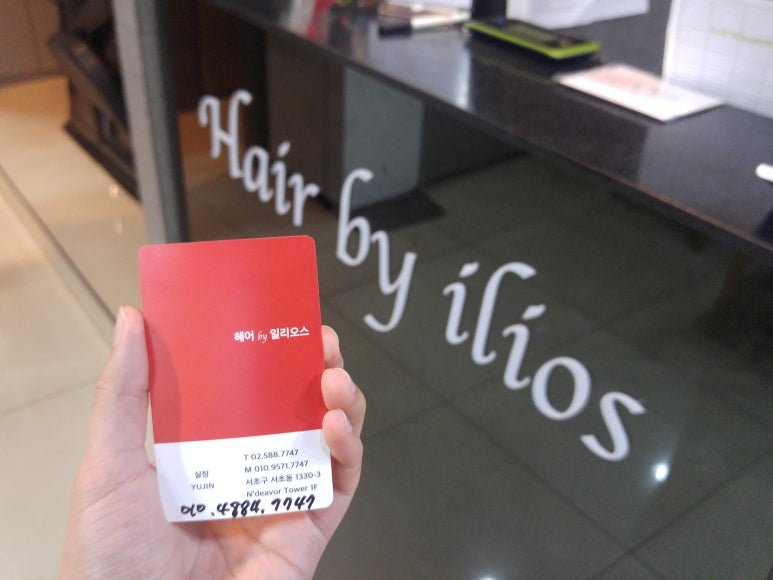 Hair by ilios
헤어 by 일리오스
실장
YUJIN
T 02.588.7747
M 010.9571.7747
서초구 서초동 1330-3
N'deavor Tower 1F
010.4884.7747